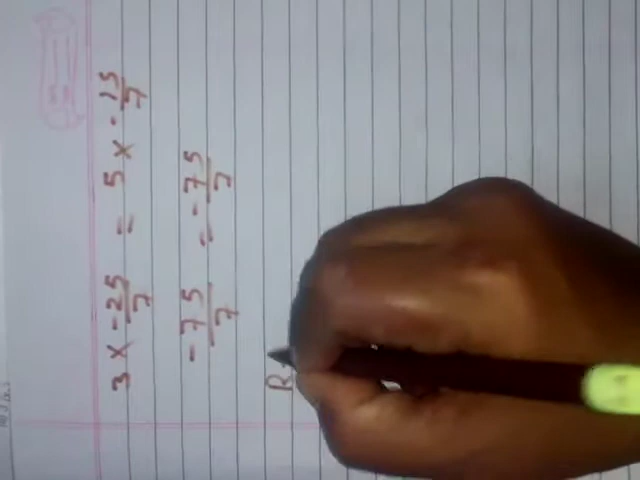 3 x -25/7 = 5 x -15/7
-75/7 = -75/7
R